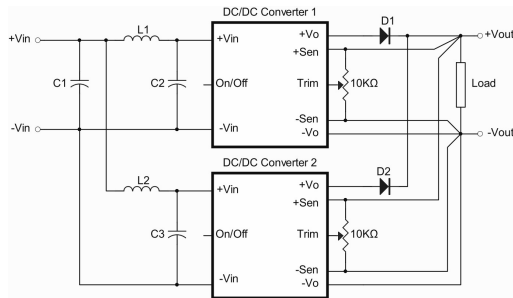 DC/DC Converter 1
+Vin
L1
+Vin
+Vo
D1
+Vout
+Sen
C1
C2
On/Off
Trim
10KΩ
Load
-Sen
-Vin
-Vin
-Vo
-Vout
DC/DC Converter 2
L2
+Vin
+Vo
D2
+Sen
C3
On/Off
Trim
10KΩ
-Sen
-Vin
-Vo